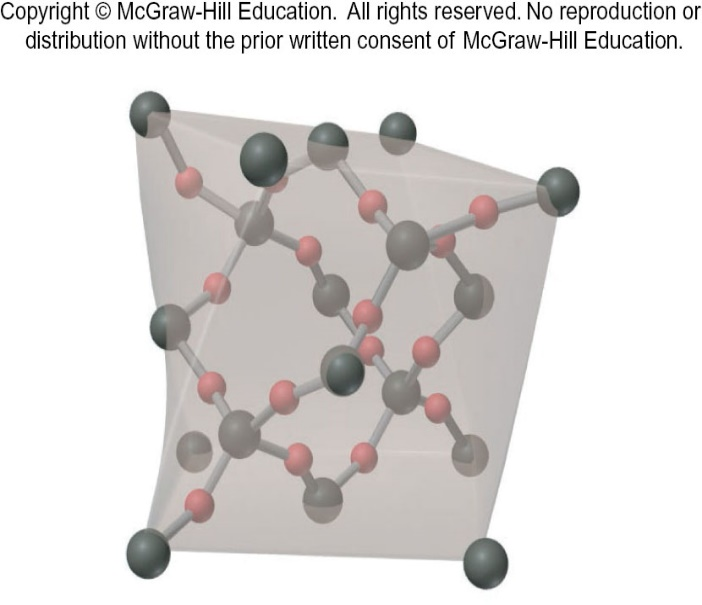 Copyright © McGraw-Hill Education. All rights reserved. No reproduction or
distribution without the prior written consent of McGraw-Hill Education.